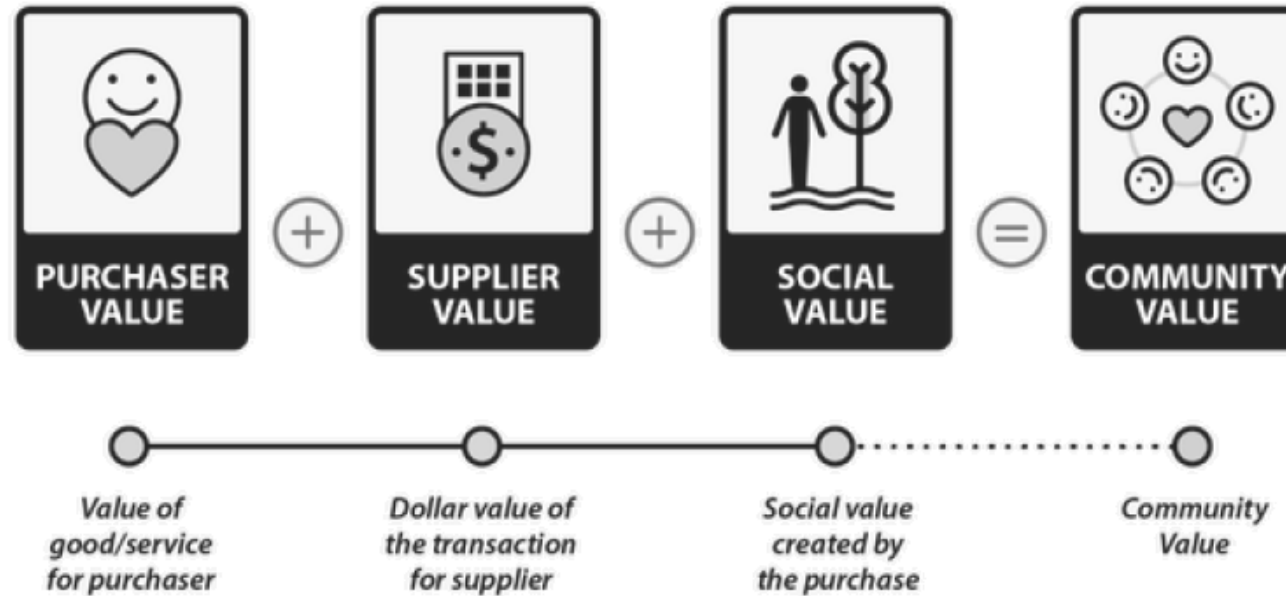 PURCHASER
VALUE
+
SUPPLIER
VALUE
$
+
SOCIAL
VALUE
=
COMMUNITY
VALUE
Value of
good/service
for purchaser
Dollar value of
the transaction
for supplier
Social value
created by
the purchase
Community
Value